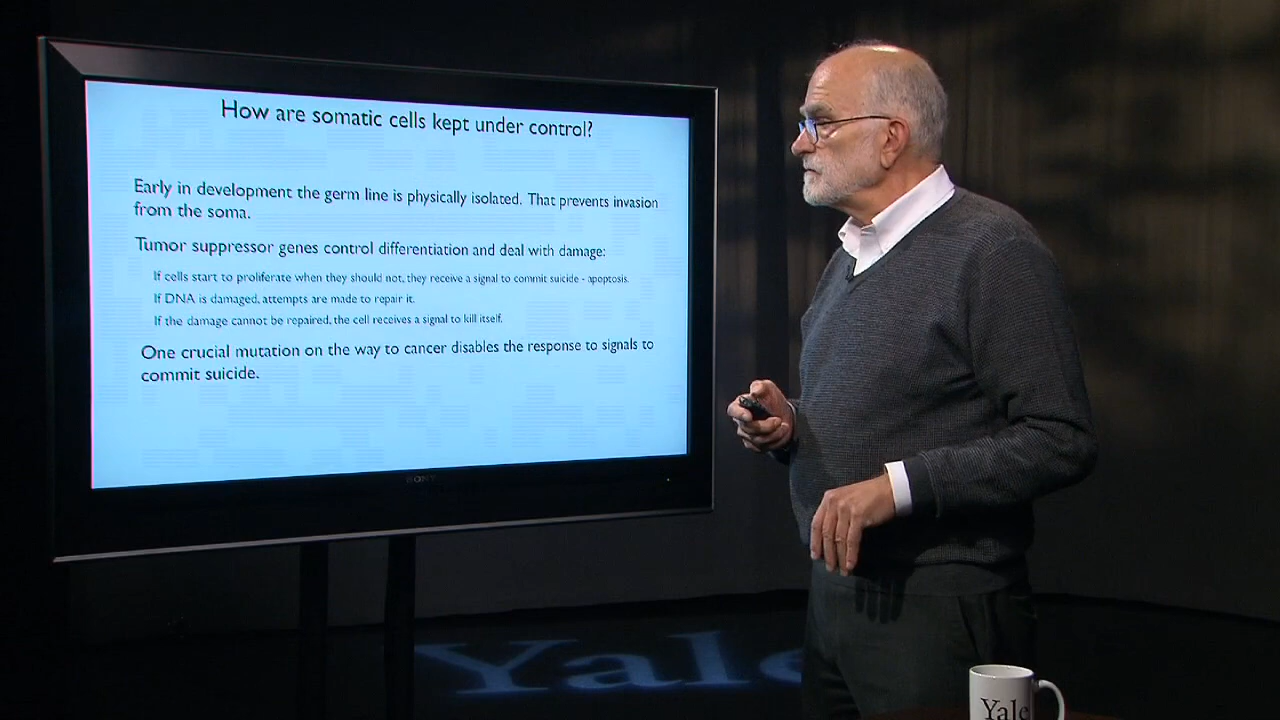 How are somatic cells kept under control?
Early in development the germ line is physically isolated. That prevents invasion
from the soma.
Tumor suppressor genes control differentiation and deal with damage:
If cells start to proliferate when they should not, they receive a signal to commit suicide - apoptosis.
If DNA is damaged, attempts are made to repair it.
If the damage cannot be repaired, the cell receives a signal to kill itself.
One crucial mutation on the way to cancer disables the response to signals to
commit suicide.
SONY
Yale
Yale